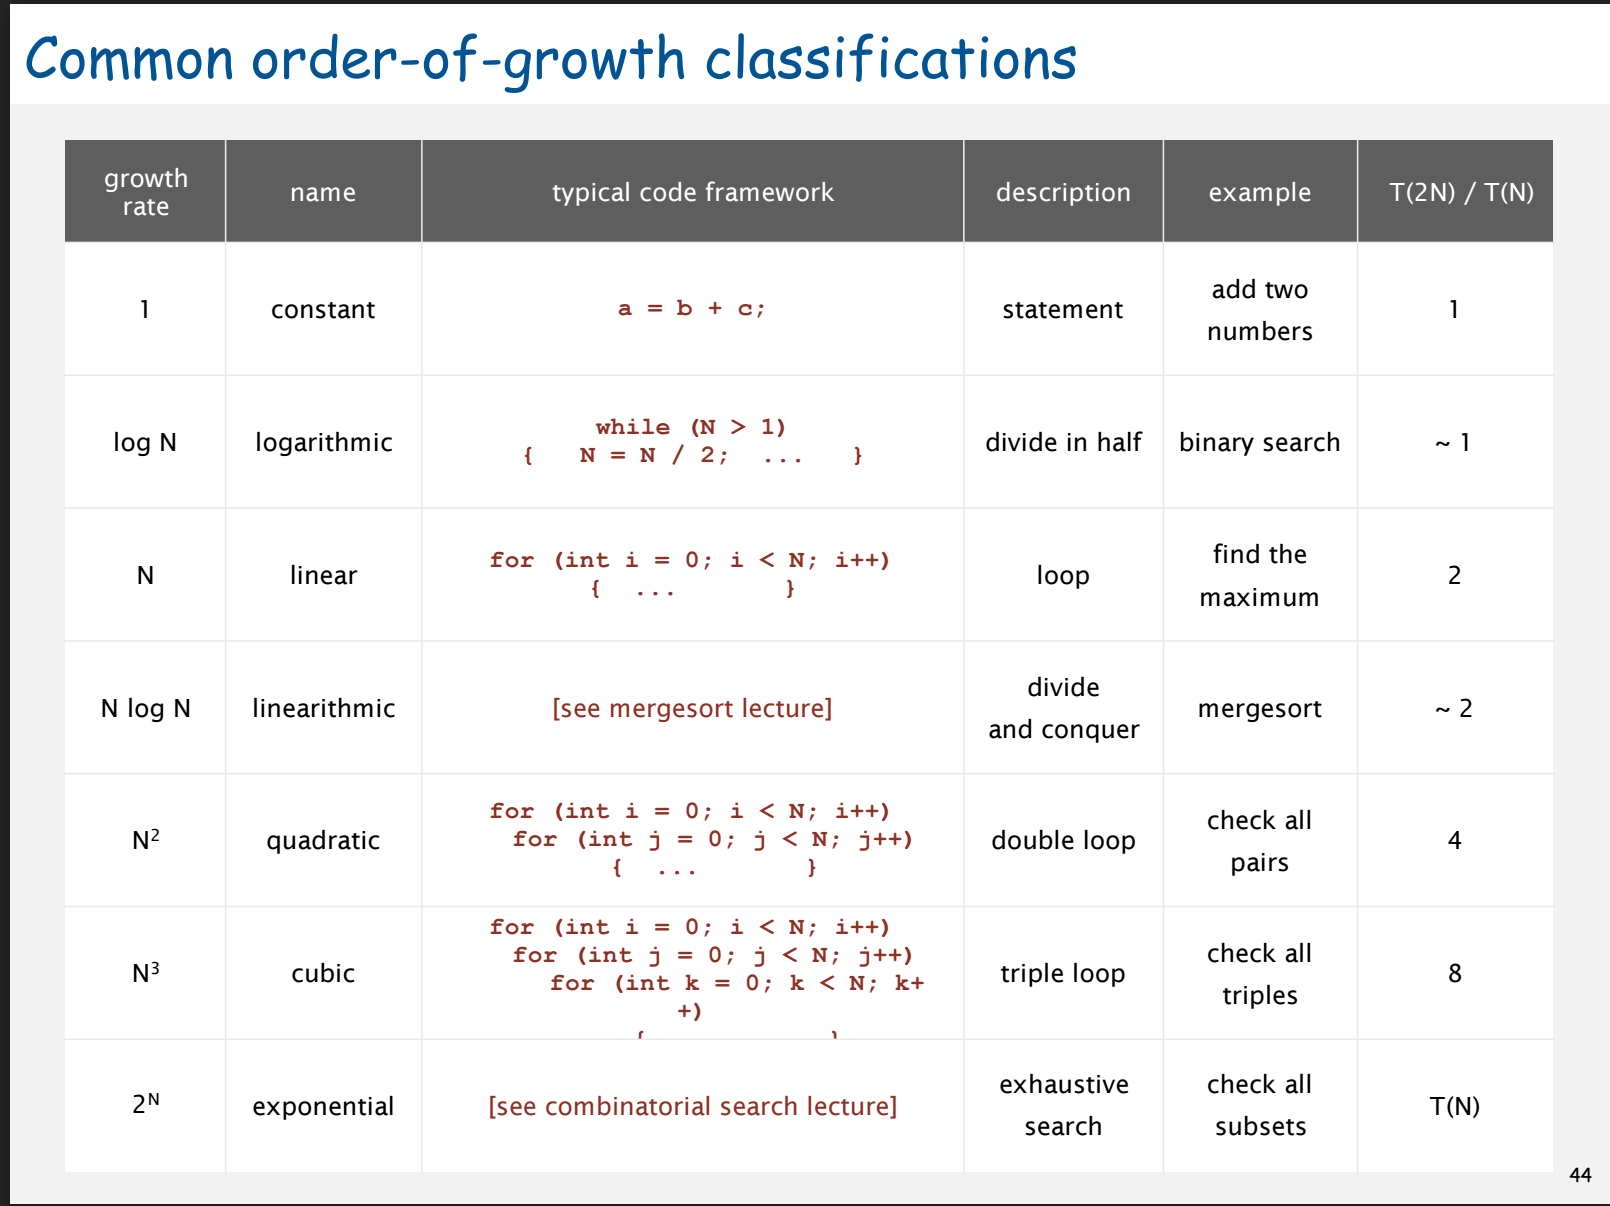 Common order-of-growth classifications
growth
rate
name
typical code framework
description
example
T(2N) / T(N)
1
constant
a = b + c;
statement
add two
numbers
1
log N
logarithmic
while (N > 1)
{ N = N / 2; ... }
divide in half
binary search
~ 1
N
linear
for (int i = 0; i < N; i++)
{ ... }
loop
find the
maximum
2
N log N
linearithmic
[see mergesort lecture]
divide
and conquer
mergesort
~ 2
N²
quadratic
for (int i = 0; i < N; i++)
for (int j = 0; j < N; j++)
{ ... }
double loop
check all
pairs
4
N³
cubic
for (int i = 0; i < N; i++)
for (int j = 0; j < N; j++)
for (int k = 0; k < N; k+
+)
{ }
triple loop
check all
triples
8
2ᴺ
exponential
[see combinatorial search lecture]
exhaustive
search
check all
subsets
T(N)
44